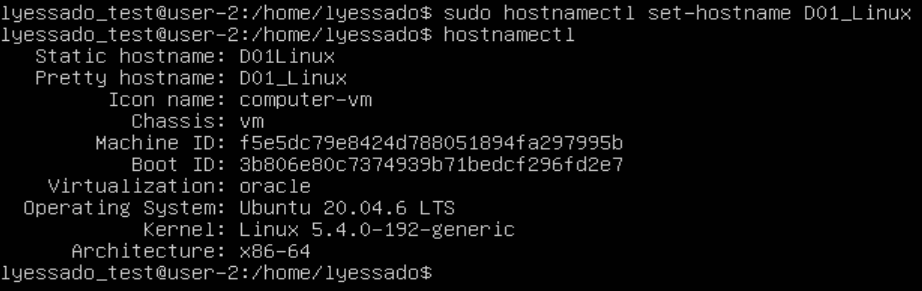 lyessado_test@user-2:/home/lyessado$ sudo hostnamectl set-hostname D01_Linux
lyessado_test@user-2:/home/lyessado$ hostnamectl
Static hostname: D01Linux
Pretty hostname: D01_Linux
Icon name: computer-vm
Chassis: vm
Machine ID: f5e5dc79e8424d788051894fa297995b
Boot ID: 3b806e80c7374939b71bedcf296fd2e7
Virtualization: oracle
Operating System: Ubuntu 20.04.6 LTS
Kernel: Linux 5.4.0-192-generic
Architecture: x86-64
lyessado_test@user-2:/home/lyessado$